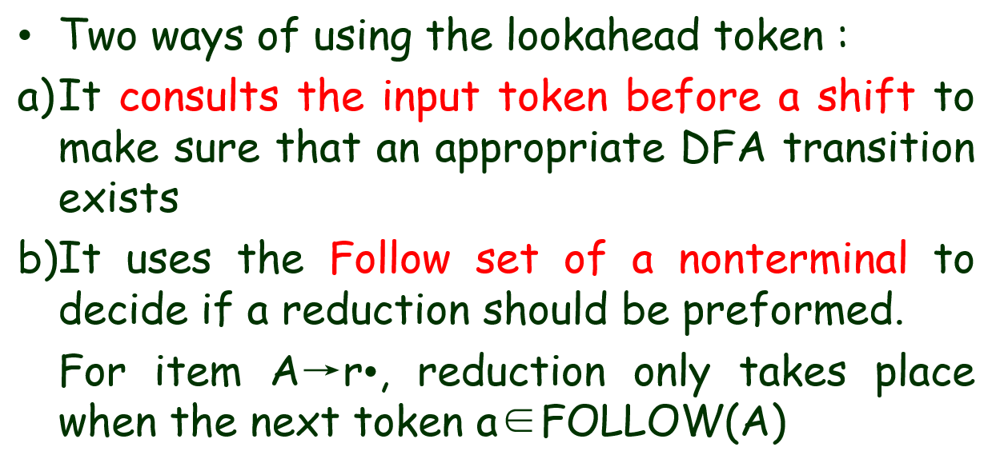 • Two ways of using the lookahead token :
a)It consults the input token before a shift to
make sure that an appropriate DFA transition
exists
b)It uses the Follow set of a nonterminal to
decide if a reduction should be preformed.
For item A→r•, reduction only takes place
when the next token a∈FOLLOW(A)